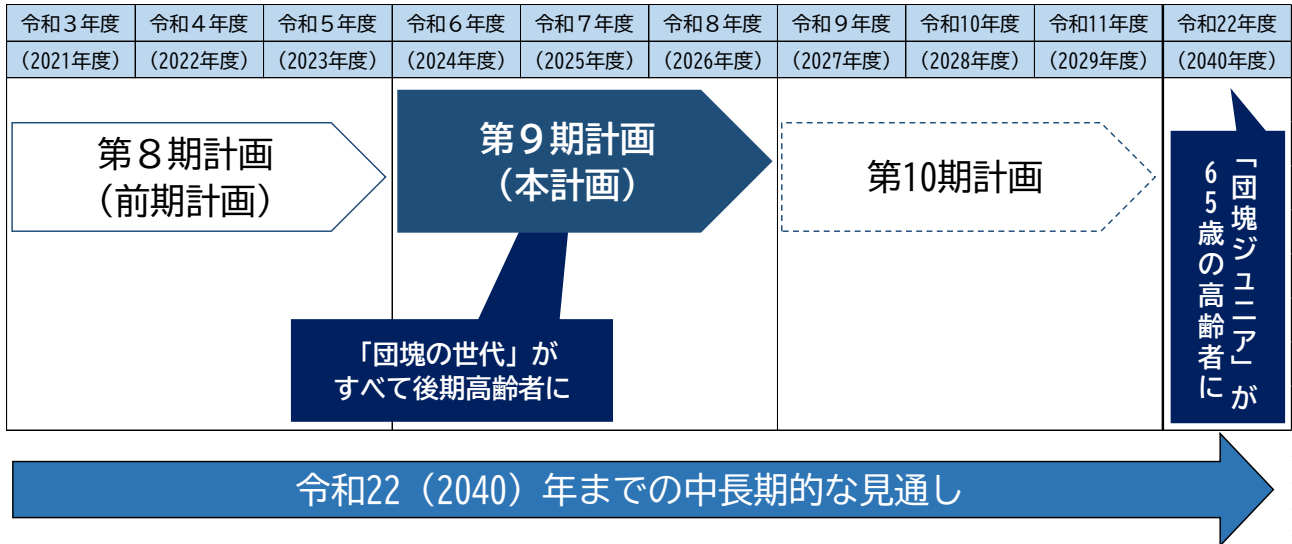 令和３年度 令和４年度 令和５年度 令和６年度 令和７年度 令和８年度 令和９年度 令和10年度 令和11年度 令和22年度
（2021年度） （2022年度） （2023年度） （2024年度） （2025年度） （2026年度） （2027年度） （2028年度） （2029年度） （2040年度）
第８期計画
（前期計画）
第９期計画
（本計画）
第10期計画
「団塊ジュニア」が
65歳の高齢者に
「団塊の世代」が
すべて後期高齢者に
令和22（2040）年までの中長期的な見通し